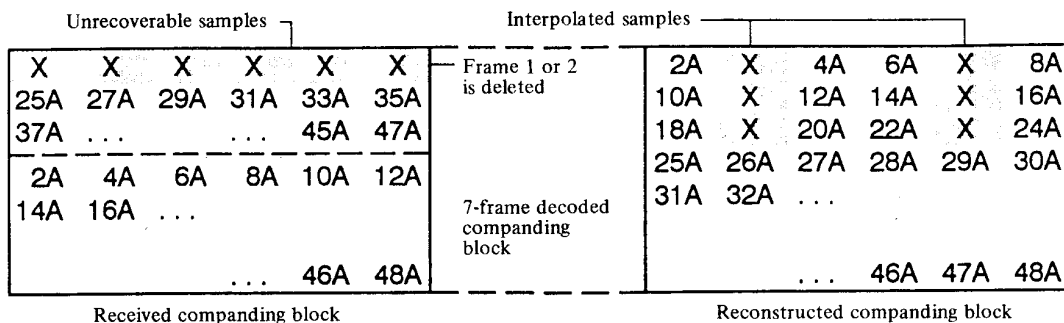 Unrecoverable samples
Interpolated samples
X X X X X X
25A 27A 29A 31A 33A 35A
37A ... ... 45A 47A
2A 4A 6A 8A 10A 12A
14A 16A ...
... 46A 48A
Received companding block
Frame 1 or 2
is deleted
7-frame decoded
companding
block
2A X 4A 6A X 8A
10A X 12A 14A X 16A
18A X 20A 22A X 24A
25A 26A 27A 28A 29A 30A
31A 32A ...
... 46A 47A 48A
Reconstructed companding block